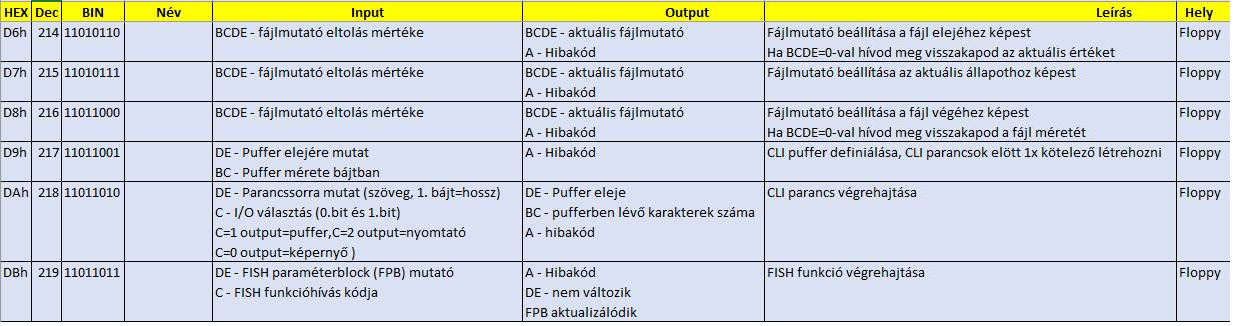 HEX Dec BIN Név Input Output Leírás Hely
D6h 214 11010110 BCDE - fájlmutató eltolás mértéke BCDE - aktuális fájlmutató Fájlmutató beállítása a fájl elejéhez képest Floppy
A - Hibakód Ha BCDE=0-val hívod meg visszakapod az aktuális értéket
D7h 215 11010111 BCDE - fájlmutató eltolás mértéke BCDE - aktuális fájlmutató Fájlmutató beállítása az aktuális állapothoz képest Floppy
A - Hibakód
D8h 216 11011000 BCDE - fájlmutató eltolás mértéke BCDE - aktuális fájlmutató Fájlmutató beállítása a fájl végéhez képest Floppy
A - Hibakód Ha BCDE=0-val hívod meg visszakapod a fájl méretét
D9h 217 11011001 DE - Puffer elejére mutat A - Hibakód CLI puffer definiálása, CLI parancsok elött 1x kötelező létrehozni Floppy
BC - Puffer mérete bájtban
DAh 218 11011010 DE - Parancssorra mutat (szöveg, 1. bájt=hossz) DE - Puffer eleje CLI parancs végrehajtása Floppy
C - I/O választás (0.bit és 1.bit) BC - pufferben lévő karakterek száma
C=1 output=puffer,C=2 output=nyomtató A - hibakód
C=0 output=képernyő )
DBh 219 11011011 DE - FISH paraméterblock (FPB) mutató A - Hibakód FISH funkció végrehajtása Floppy
C - FISH funkcióhívás kódja DE - nem változik
FPB aktualizálódik